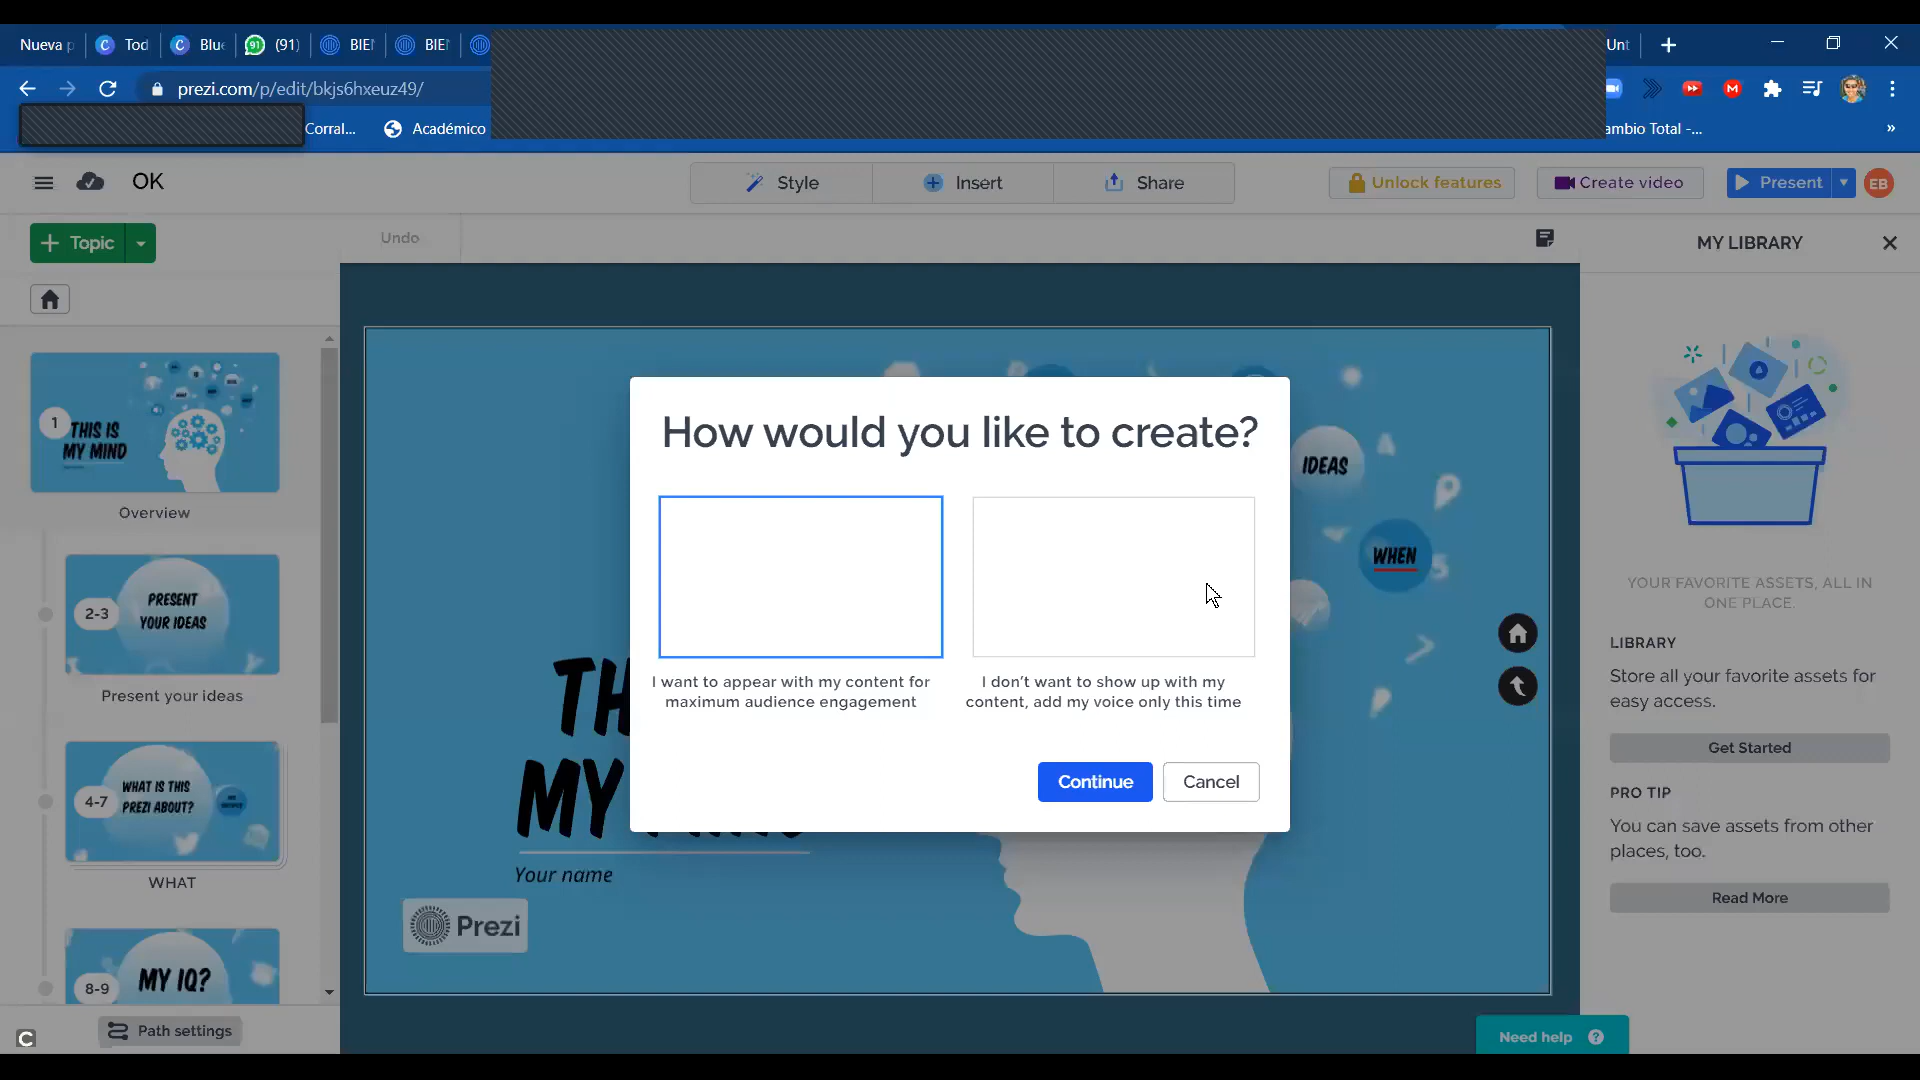 Nueva p
Tod
Blu
(91)
BIE
BIE
Unt
prezi.com/p/edit/bkjs6hxeuz49/
Corral...
Académico
ambio Total -...
»
OK
Style
Insert
Share
Unlock features
Create video
Present
EB
+ Topic
Undo
MY LIBRARY
1
THIS IS
MY MIND
Overview
2-3
PRESENT
YOUR IDEAS
Present your ideas
4-7
WHAT IS THIS
PREZI ABOUT?
WHAT
8-9
MY IQ?
Path settings
How would you like to create?
I want to appear with my content for
maximum audience engagement
I don't want to show up with my
content, add my voice only this time
Continue
Cancel
IDEAS
WHEN
TH
MY
Your name
Prezi
YOUR FAVORITE ASSETS, ALL IN
ONE PLACE.
LIBRARY
Store all your favorite assets for
easy access.
Get Started
PRO TIP
You can save assets from other
places, too.
Read More
Need help ?